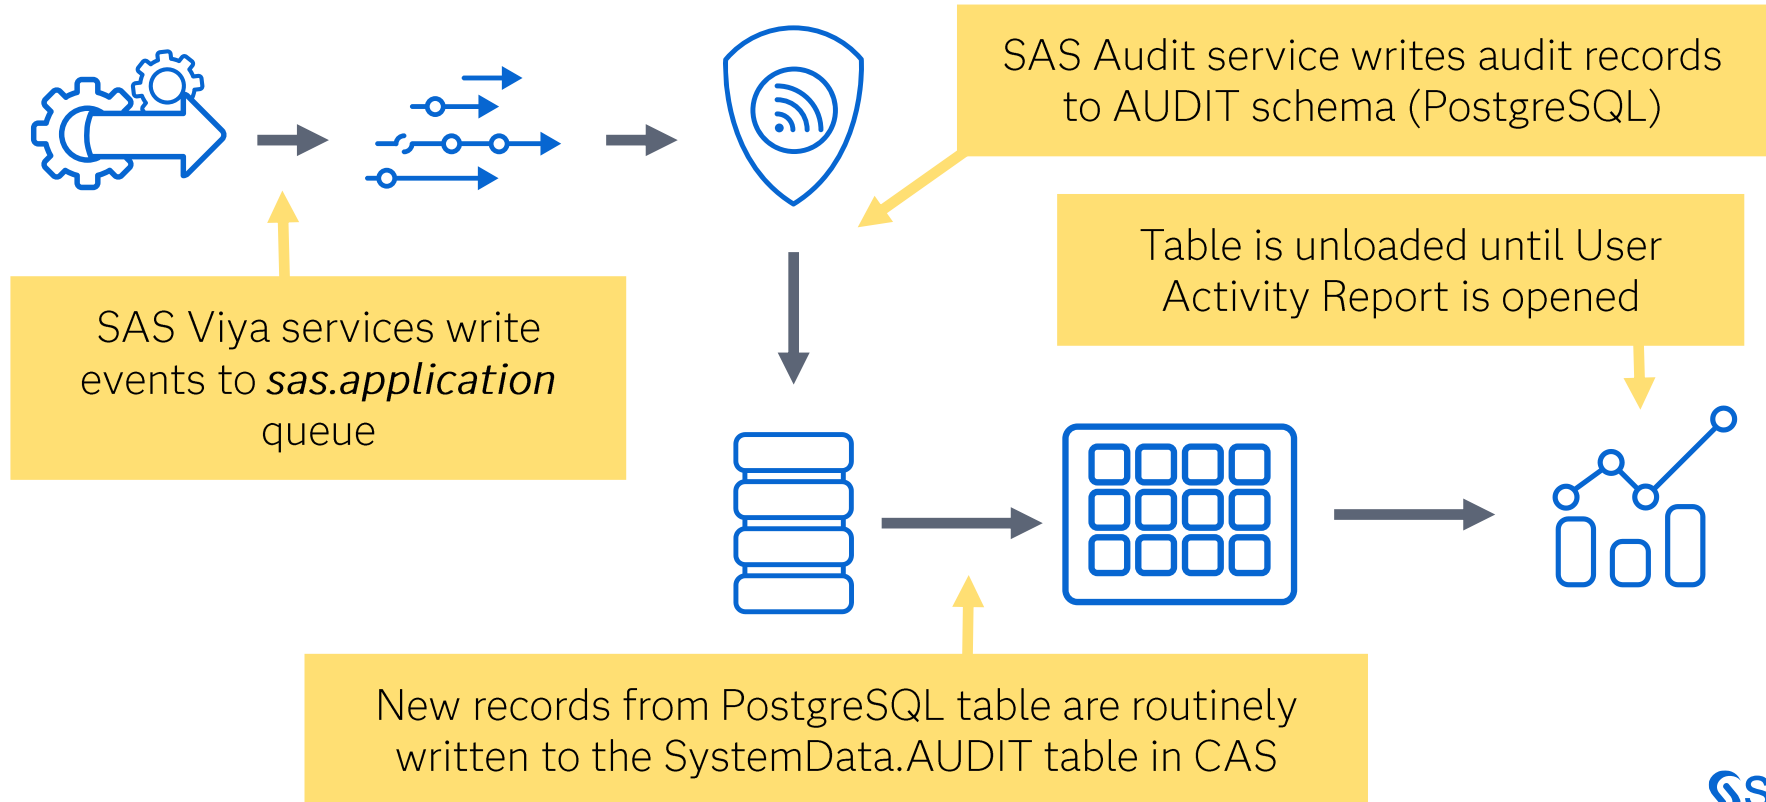 SAS Audit service writes audit records
to AUDIT schema (PostgreSQL)
Table is unloaded until User
Activity Report is opened
SAS Viya services write
events to sas.application
queue
New records from PostgreSQL table are routinely
written to the SystemData.AUDIT table in CAS